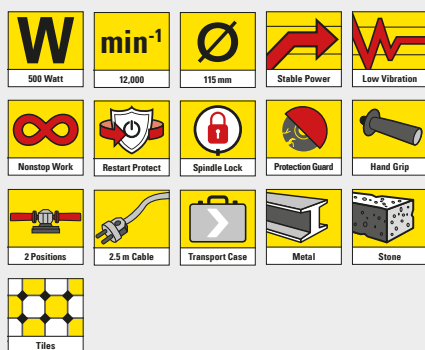 W
500 Watt
min-1
12,000
Ø
115 mm
Stable Power
Low Vibration
Nonstop Work
Restart Protect
Spindle Lock
Protection Guard
Hand Grip
2 Positions
2.5 m Cable
Transport Case
Metal
Stone
Tiles